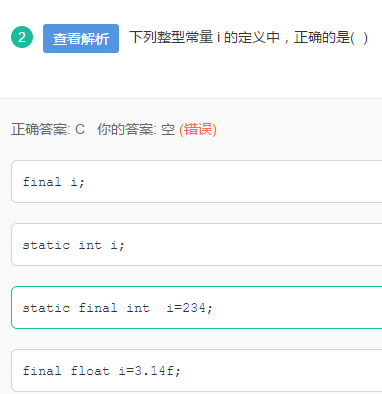 2 查看解析 下列整型常量 i 的定义中，正确的是( )
正确答案: C 你的答案: 空 (错误)
final i;
static int i;
static final int  i=234;
final float i=3.14f;